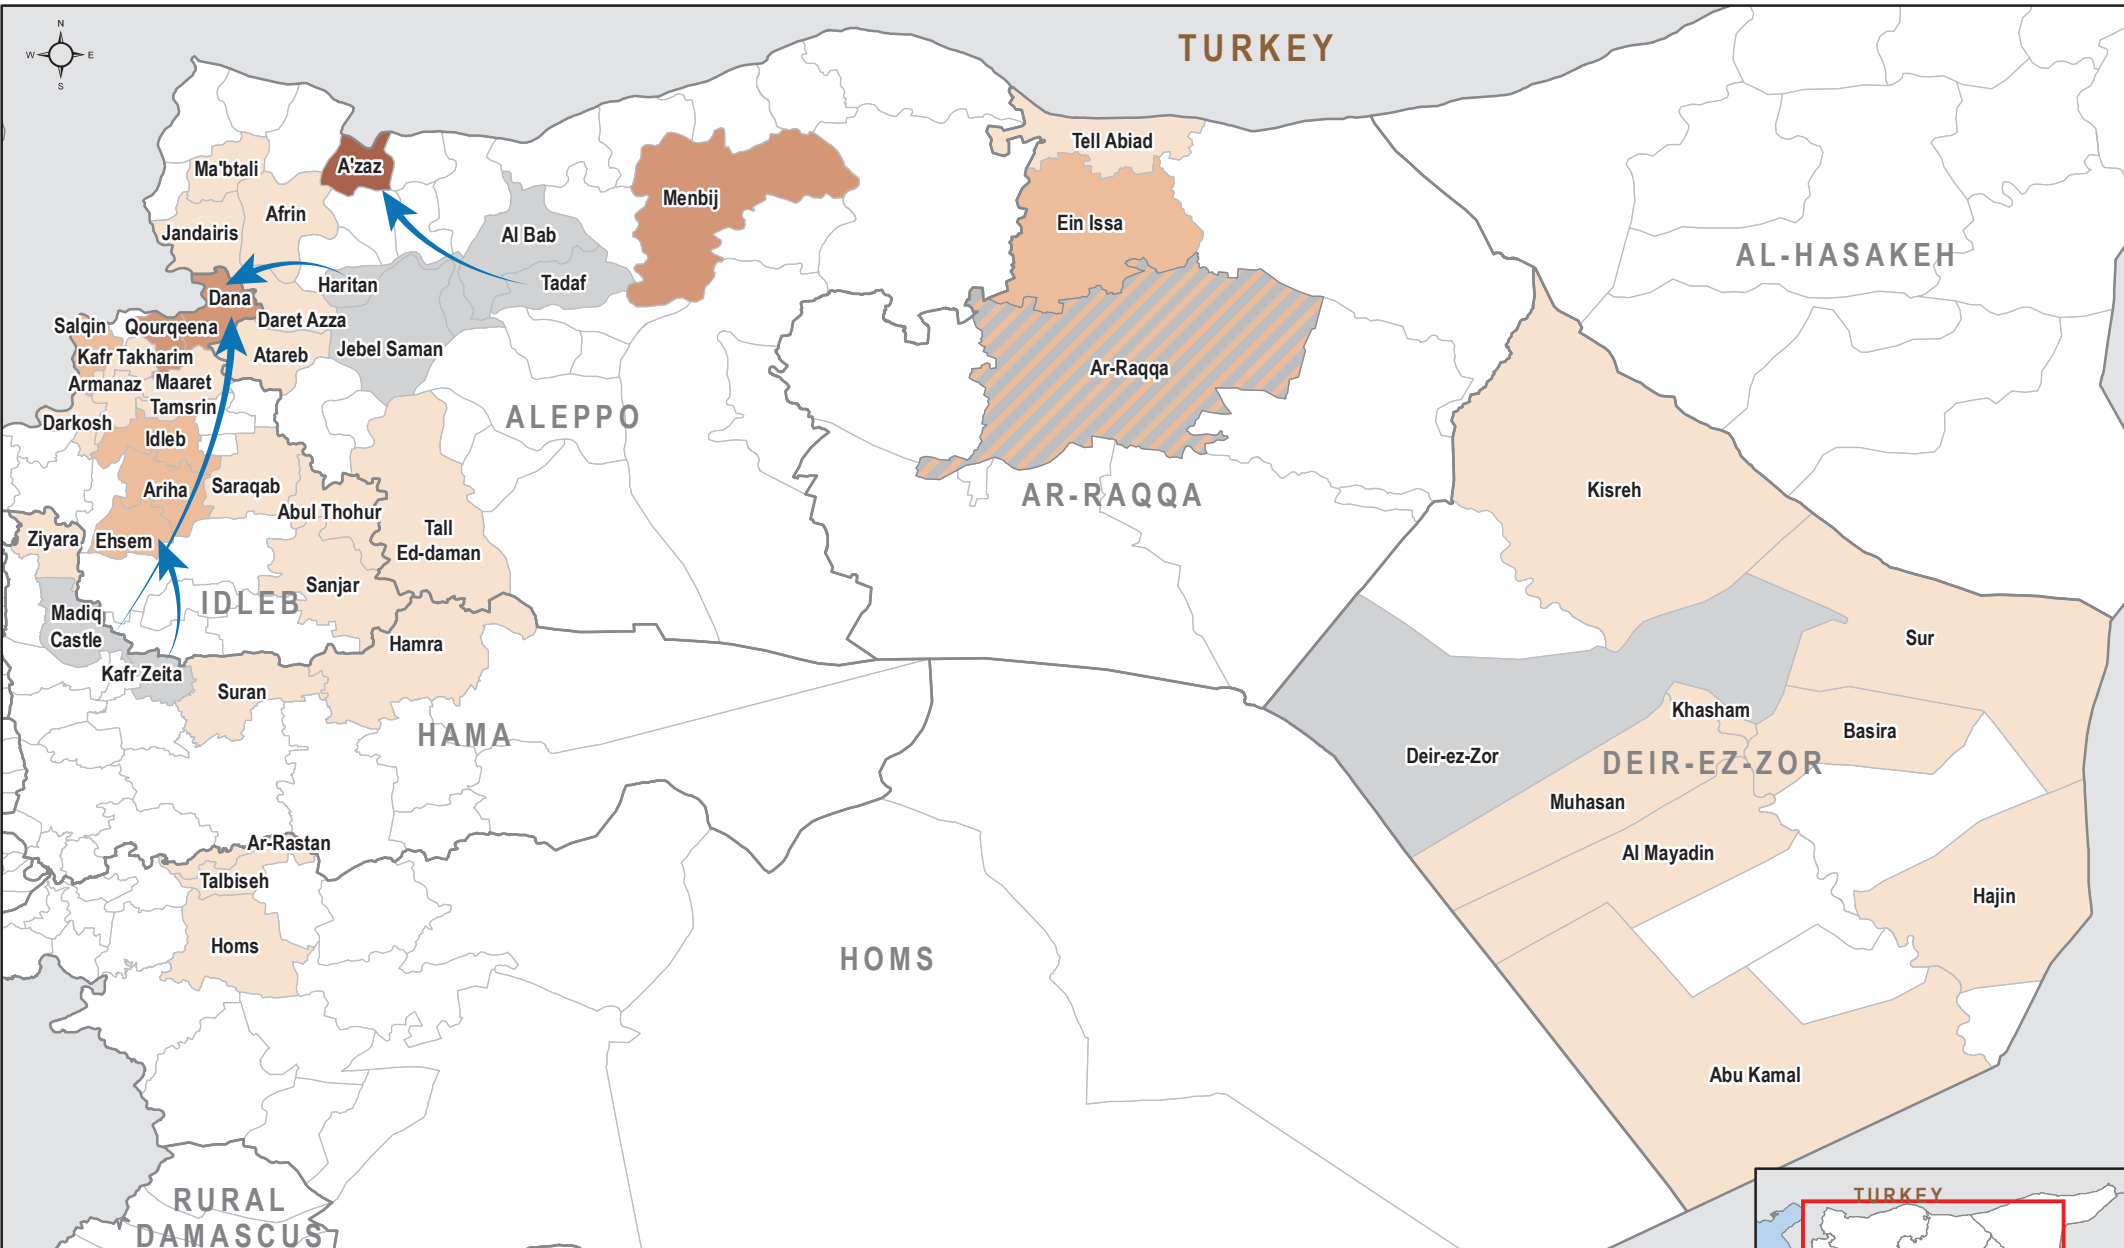 N
W
E
S
TURKEY
Tell Abiad
Ma'btali
A'zaz
Menbij
Afrin
Jandairis
Al Bab
Ein Issa
AL-HASAKEH
Haritan
Tadaf
Dana
Salqin
Qourqeena
Daret Azza
Kafr Takharim
Atareb
Jebel Saman
Ar-Raqqa
Armanaz
Maaret
Tamsrin
ALEPPO
Darkosh
Idleb
Ariha
Saraqab
AR-RAQQA
Kisreh
Abul Thohur
Tall
Ed-daman
Ziyara
Ehsem
Sanjar
IDLEB
Madiq
Castle
Hamra
Sur
Kafr Zeita
Suran
Khasham
HAMA
Basira
Deir-ez-Zor
DEIR-EZ-ZOR
Muhasan
Ar-Rastan
Al Mayadin
Talbiseh
Hajin
Homs
HOMS
Abu Kamal
RURAL
DAMASCUS
TURKEY